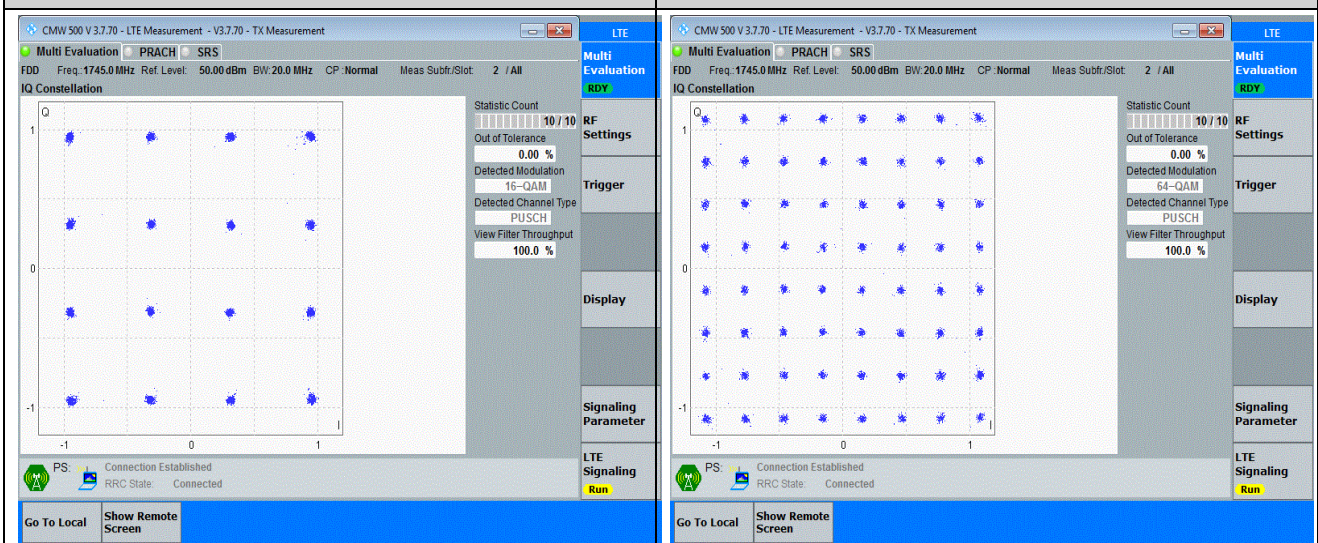 CMW 500 V 3.7.70 - LTE Measurement - V3.7.70 - TX Measurement
LTE
Multi Evaluation PRACH SRS
Multi
Evaluation
RDY
FDD Freq.:1745.0 MHz Ref. Level: 50.00 dBm BW:20.0 MHz CP :Normal Meas Subfr./Slot: 2 / All
IQ Constellation
Q
1
0
-1
-1 0 1
I
Statistic Count
10 / 10
Out of Tolerance
0.00 %
Detected Modulation
16-QAM
Detected Channel Type
PUSCH
View Filter Throughput
100.0 %
RF
Settings
Trigger
Display
Signaling
Parameter
LTE
Signaling
Run
PS: Connection Established
RRC State: Connected
Go To Local
Show Remote
Screen
CMW 500 V 3.7.70 - LTE Measurement - V3.7.70 - TX Measurement
LTE
Multi Evaluation PRACH SRS
Multi
Evaluation
RDY
FDD Freq.:1745.0 MHz Ref. Level: 50.00 dBm BW:20.0 MHz CP :Normal Meas Subfr./Slot: 2 / All
IQ Constellation
Q
1
0
-1
-1 0 1
I
Statistic Count
10 / 10
Out of Tolerance
0.00 %
Detected Modulation
64-QAM
Detected Channel Type
PUSCH
View Filter Throughput
100.0 %
RF
Settings
Trigger
Display
Signaling
Parameter
LTE
Signaling
Run
PS: Connection Established
RRC State: Connected
Go To Local
Show Remote
Screen